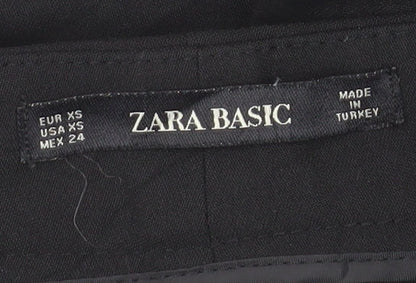 EUR XS
USA XS
MEX 24
ZARA BASIC
MADE
IN
TURKEY